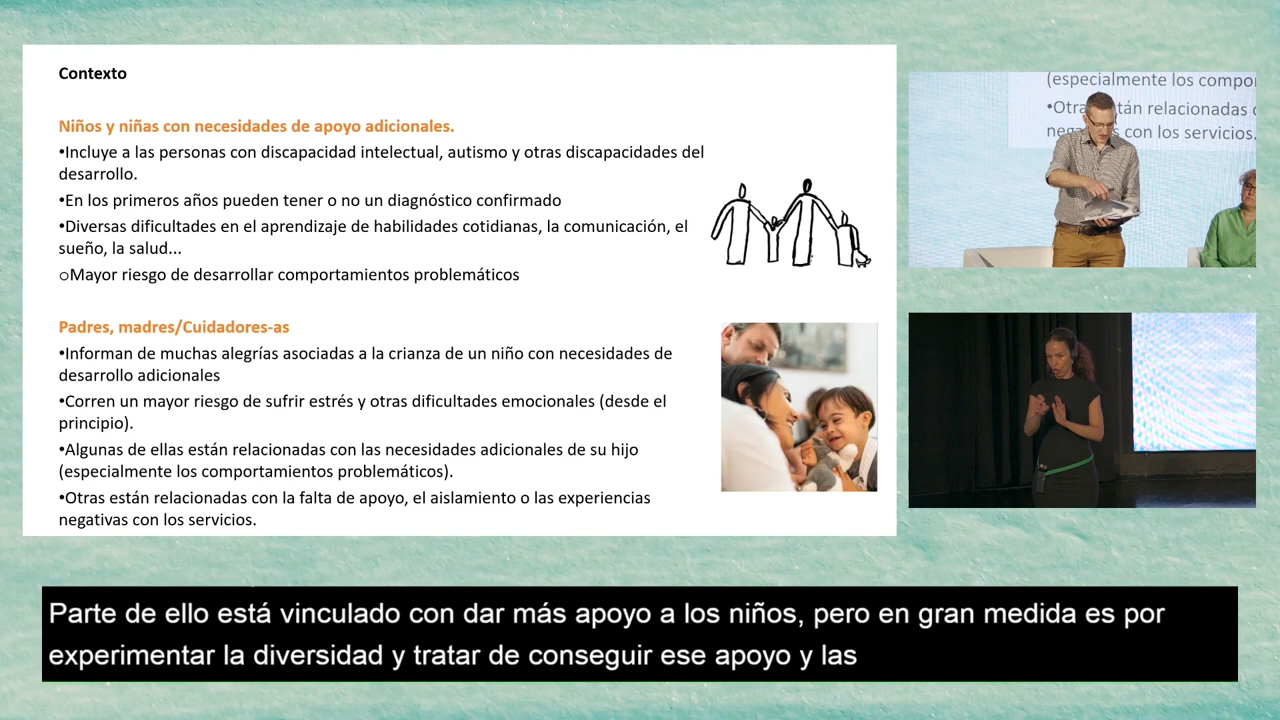 Contexto
Niños y niñas con necesidades de apoyo adicionales.
•Incluye a las personas con discapacidad intelectual, autismo y otras discapacidades del
desarrollo.
•En los primeros años pueden tener o no un diagnóstico confirmado
•Diversas dificultades en el aprendizaje de habilidades cotidianas, la comunicación, el
sueño, la salud...
oMayor riesgo de desarrollar comportamientos problemáticos
Padres, madres/Cuidadores-as
•Informan de muchas alegrías asociadas a la crianza de un niño con necesidades de
desarrollo adicionales
•Corren un mayor riesgo de sufrir estrés y otras dificultades emocionales (desde el
principio).
•Algunas de ellas están relacionadas con las necesidades adicionales de su hijo
(especialmente los comportamientos problemáticos).
•Otras están relacionadas con la falta de apoyo, el aislamiento o las experiencias
negativas con los servicios.
(especialmente los
relacionadas
con los servicios.
Parte de ello está vinculado con dar más apoyo a los niños, pero en gran medida es por
experimentar la diversidad y tratar de conseguir ese apoyo y las